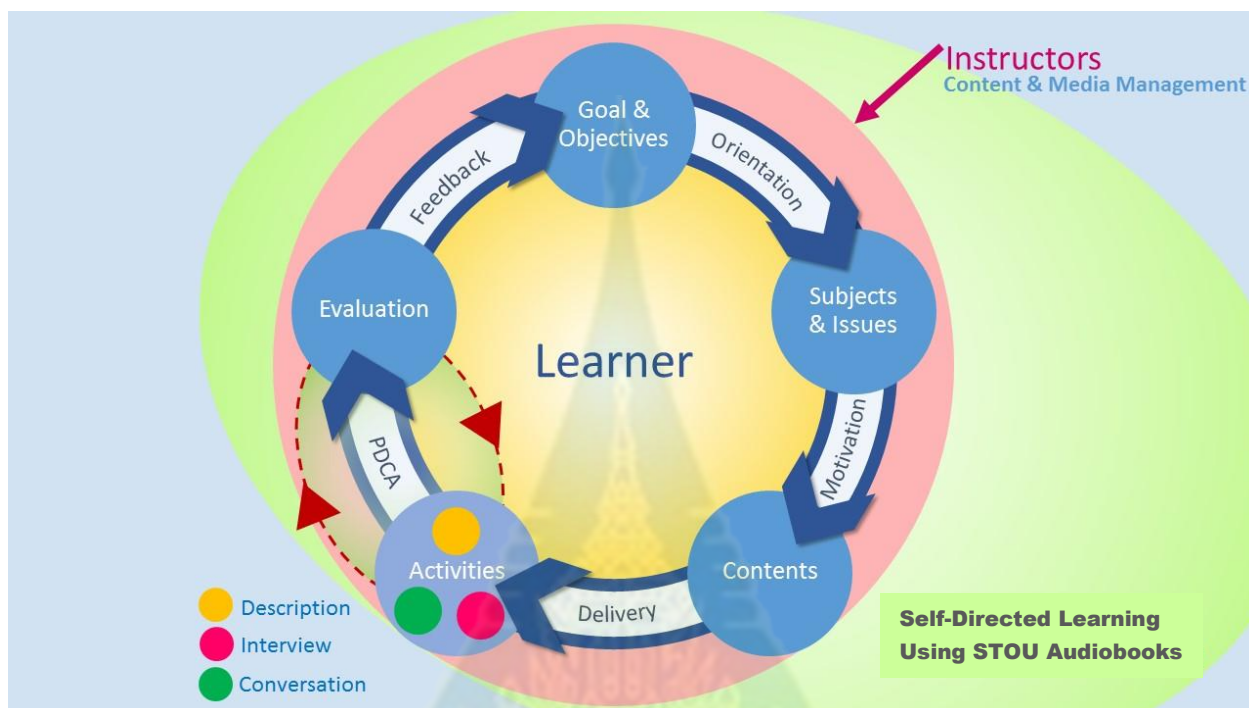 Instructors
Content & Media Management
Goal &
Objectives
Orientation
Subjects
& Issues
Motivation
Contents
Delivery
Activities
PDCA
Evaluation
Feedback
Learner
Description
Interview
Conversation
Self-Directed Learning
Using STOU Audiobooks